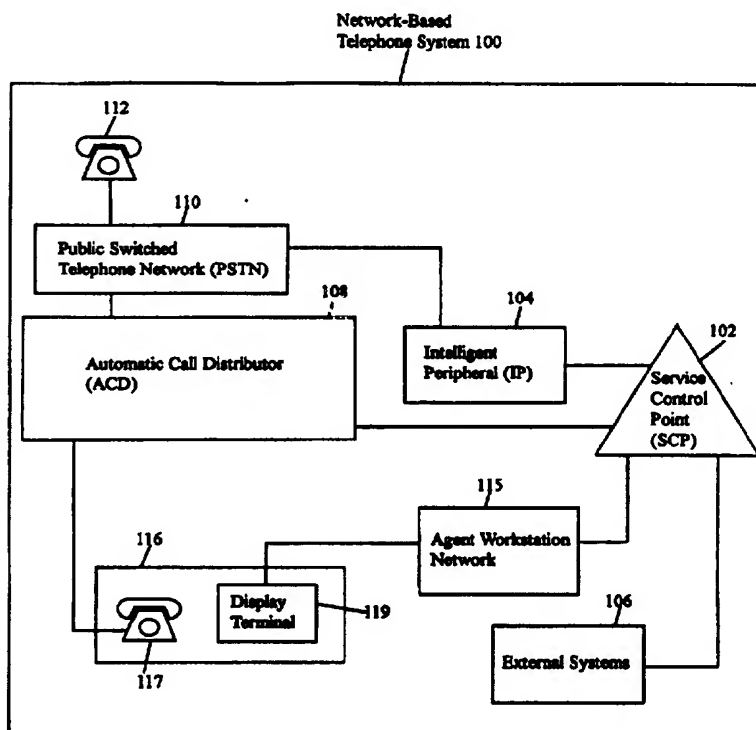 Network-Based
Telephone System 100
112
110
Public Switched
Telephone Network (PSTN)
108
Automatic Call Distributor
(ACD)
104
Intelligent
Peripheral (IP)
102
Service
Control
Point
(SCP)
115
Agent Workstation
Network
116
Display
Terminal
119
117
106
External Systems